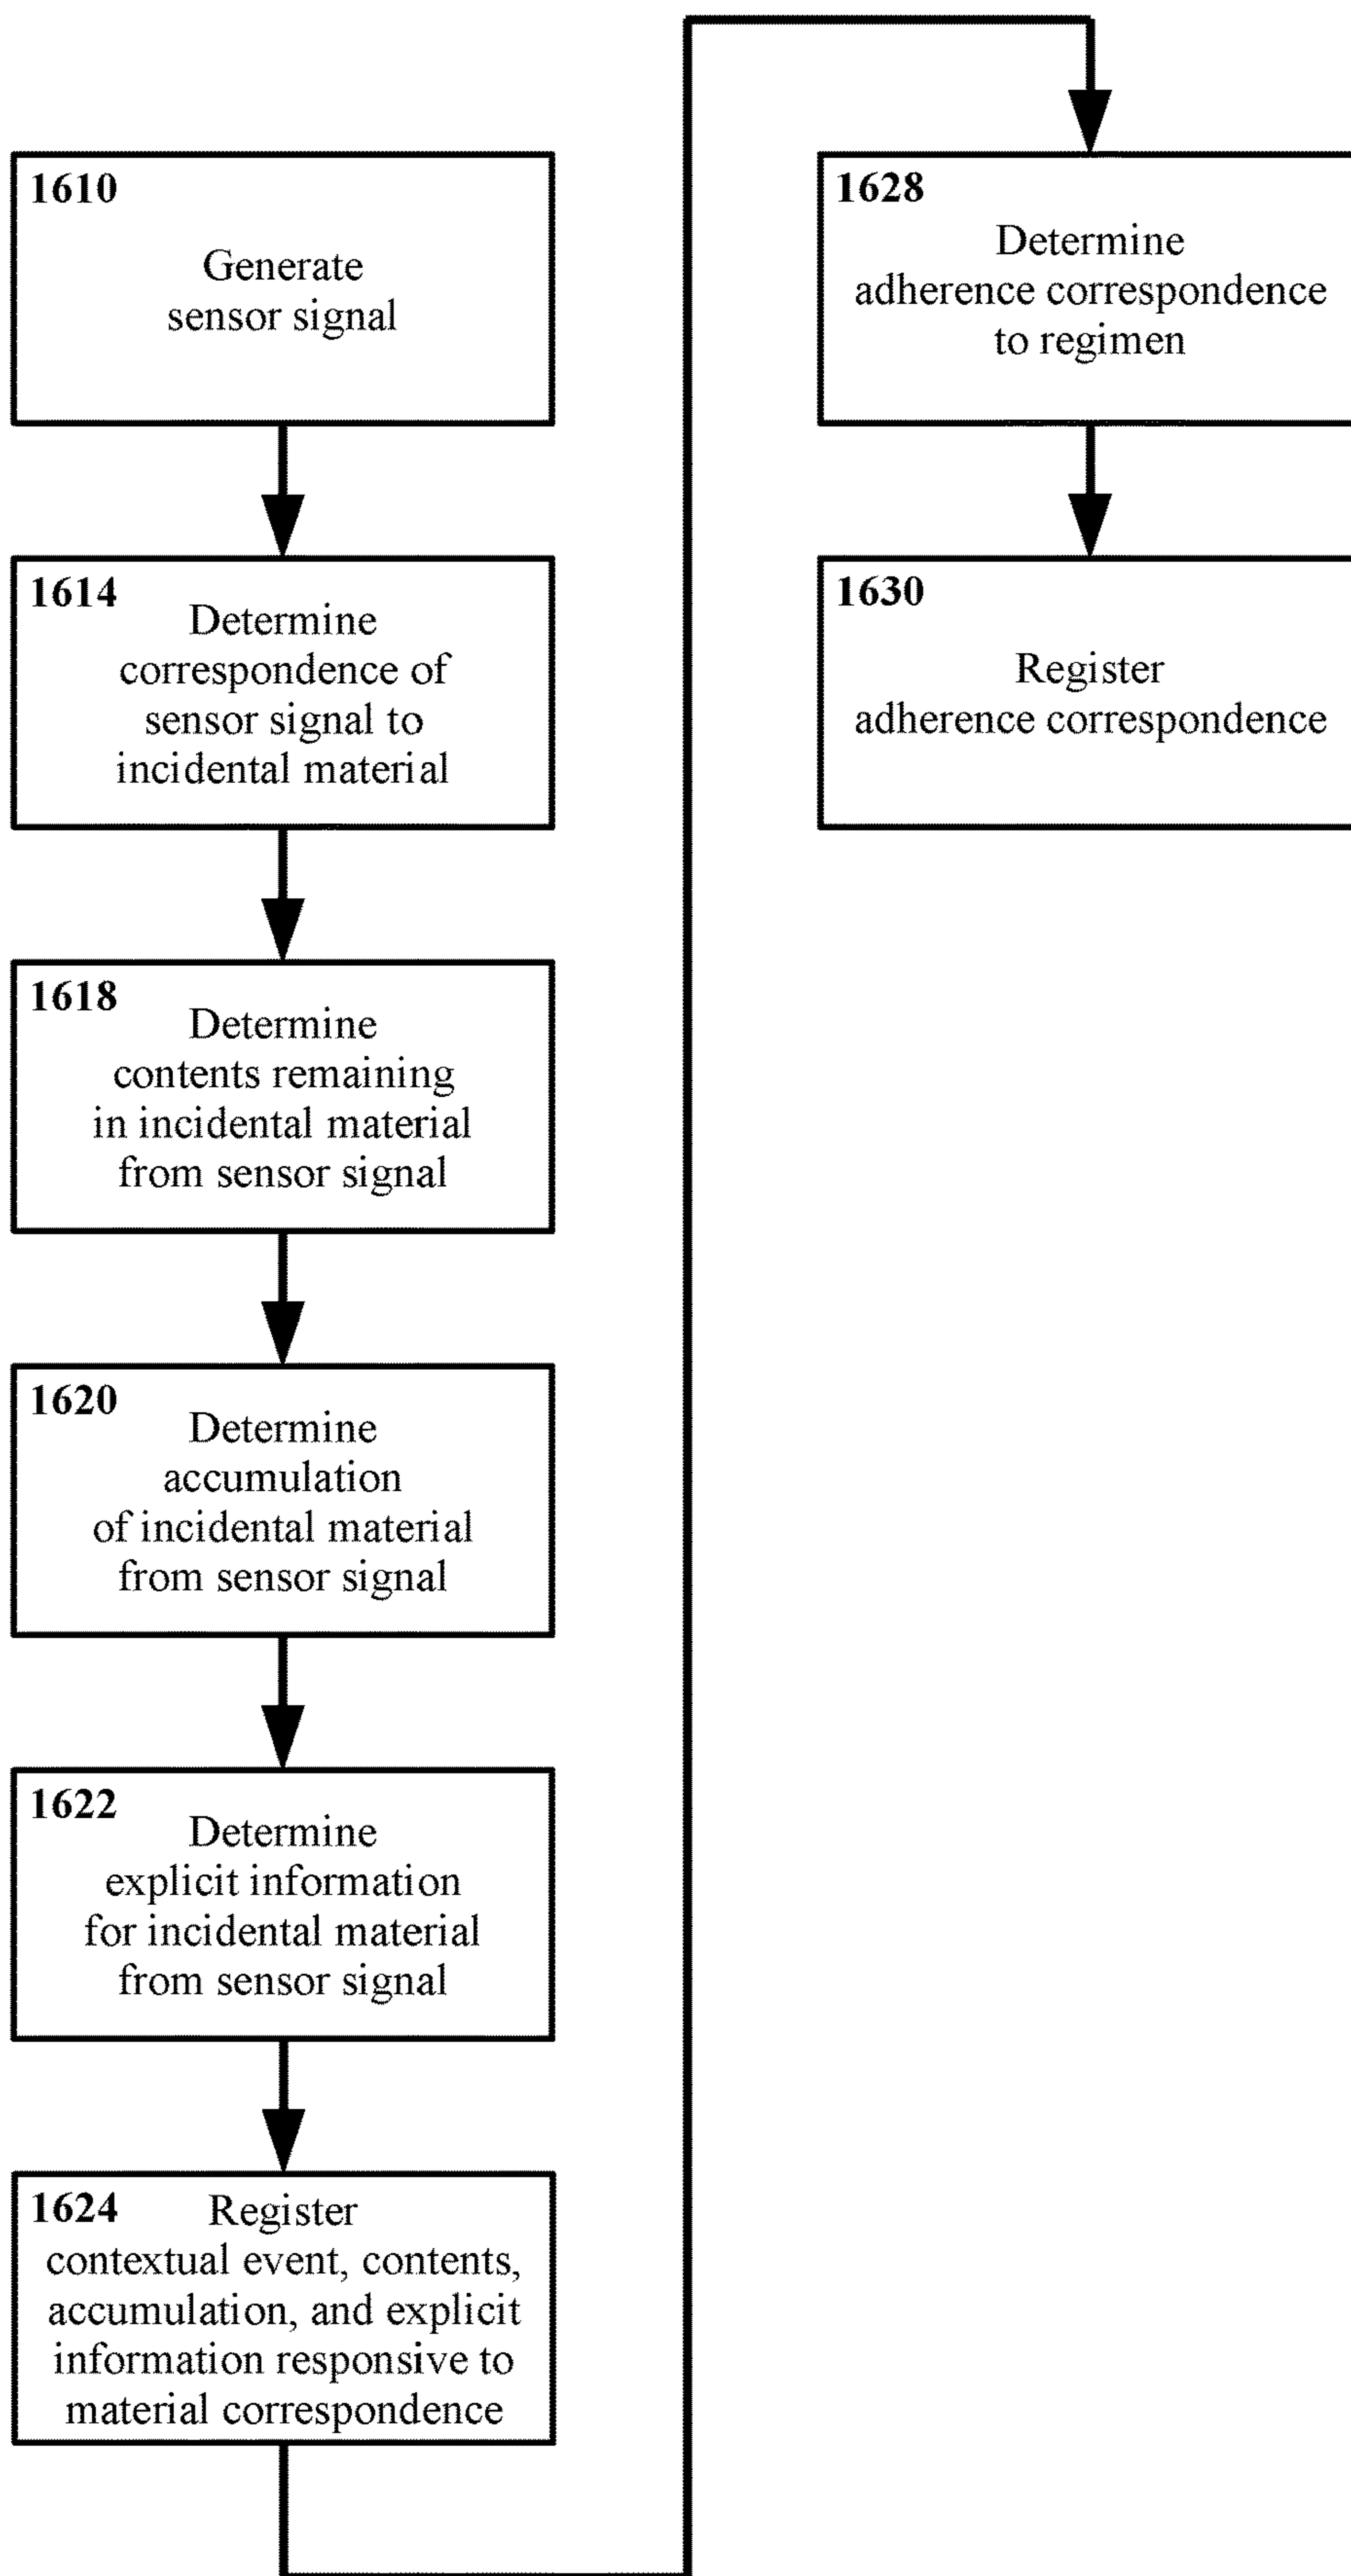 1610
Generate
sensor signal
1614
Determine
correspondence of
sensor signal to
incidental material
1618
Determine
contents remaining
in incidental material
from sensor signal
1620
Determine
accumulation
of incidental material
from sensor signal
1622
Determine
explicit information
for incidental material
from sensor signal
1624 Register
contextual event, contents,
accumulation, and explicit
information responsive to
material correspondence
1628
Determine
adherence correspondence
to regimen
1630
Register
adherence correspondence